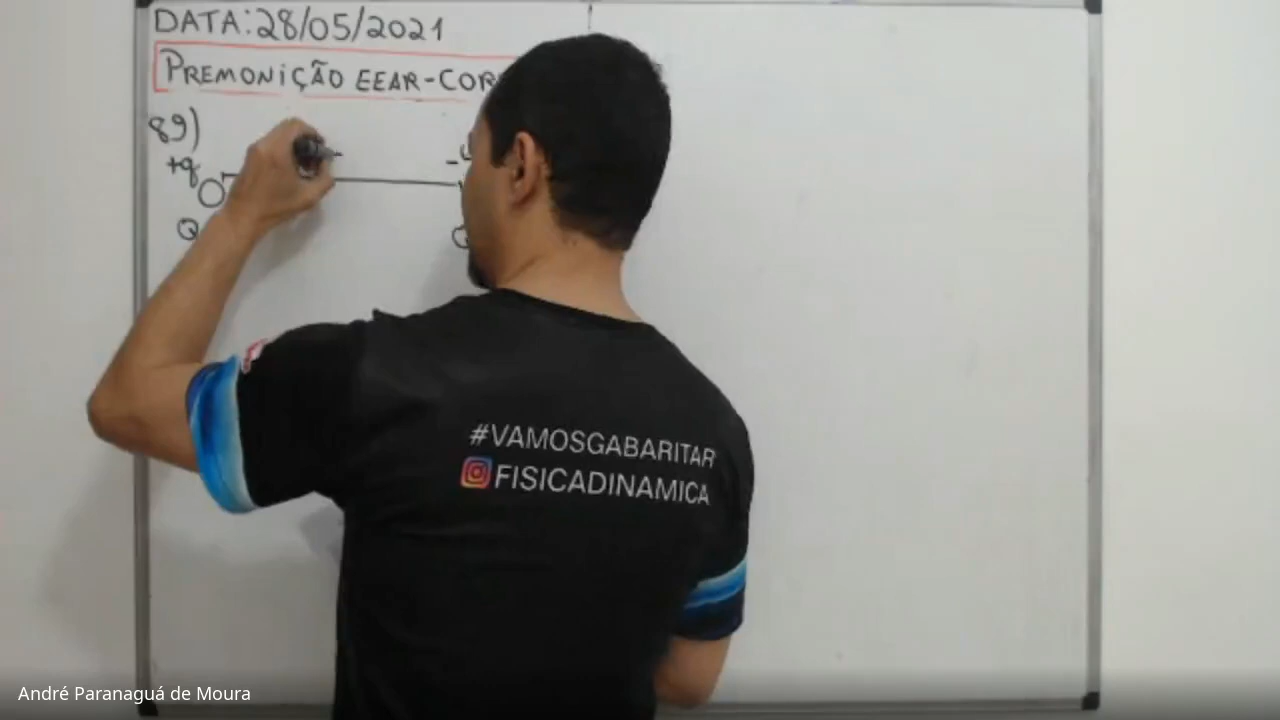 DATA:28/05/2021
PREMONIÇÃO EEAR-COR
89)
+q
Q
#VAMOSGABARITAR
FISICADINAMICA
André Paranaguá de Moura